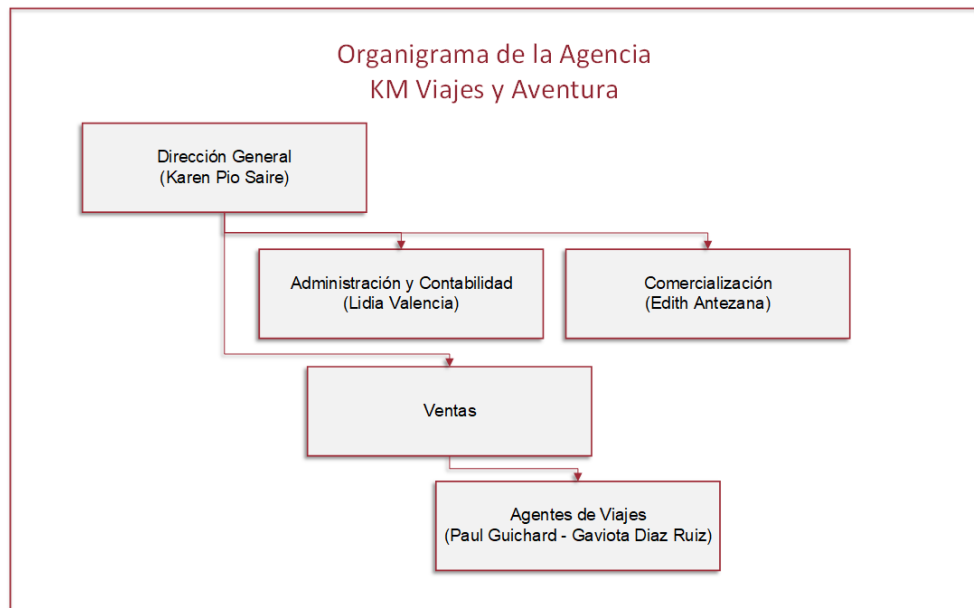 Organigrama de la Agencia
KM Viajes y Aventura
Dirección General
(Karen Pio Saire)
Administración y Contabilidad
(Lidia Valencia)
Comercialización
(Edith Antezana)
Ventas
Agentes de Viajes
(Paul Guichard - Gaviota Diaz Ruiz)